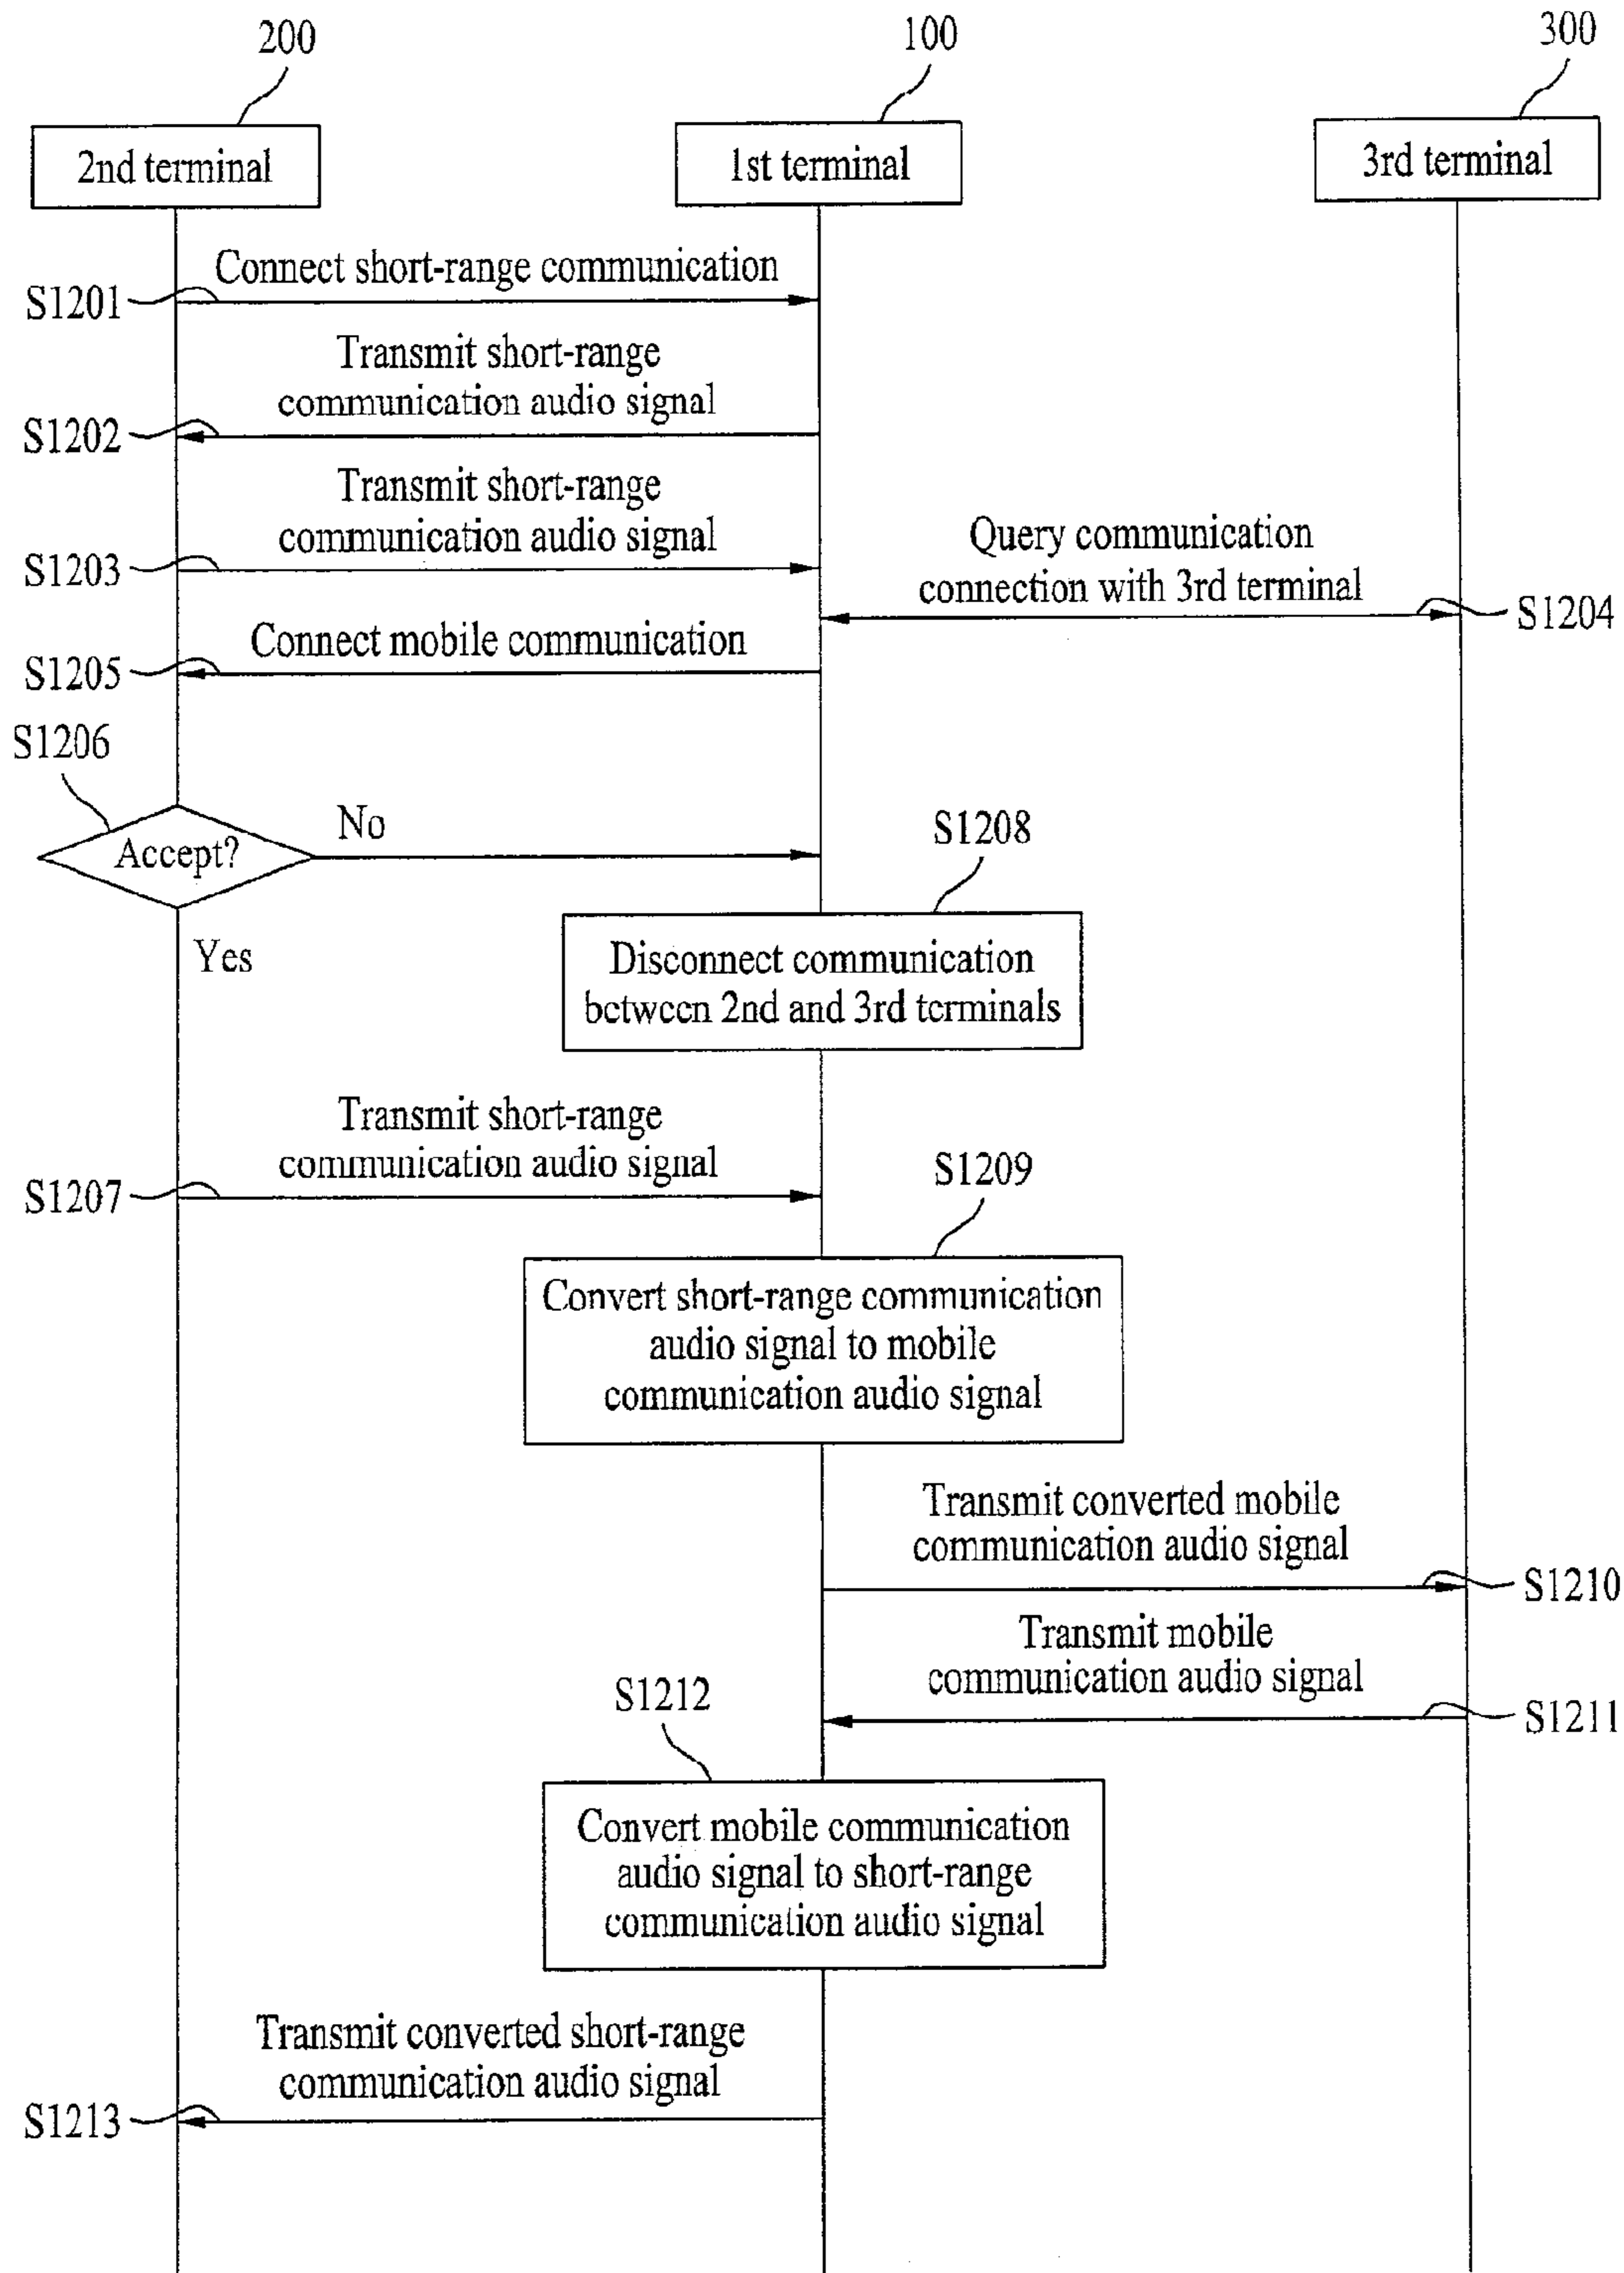 200
100
300
2nd terminal
1st terminal
3rd terminal
Connect short-range communication
S1201
Transmit short-range
communication audio signal
S1202
Transmit short-range
communication audio signal
S1203
Query communication
connection with 3rd terminal
S1204
Connect mobile communication
S1205
S1206
Accept?
No
Yes
S1208
Disconnect communication
between 2nd and 3rd terminals
Transmit short-range
communication audio signal
S1207
S1209
Convert short-range communication
audio signal to mobile
communication audio signal
Transmit converted mobile
communication audio signal
S1210
Transmit mobile
communication audio signal
S1211
S1212
Convert mobile communication
audio signal to short-range
communication audio signal
Transmit converted short-range
communication audio signal
S1213